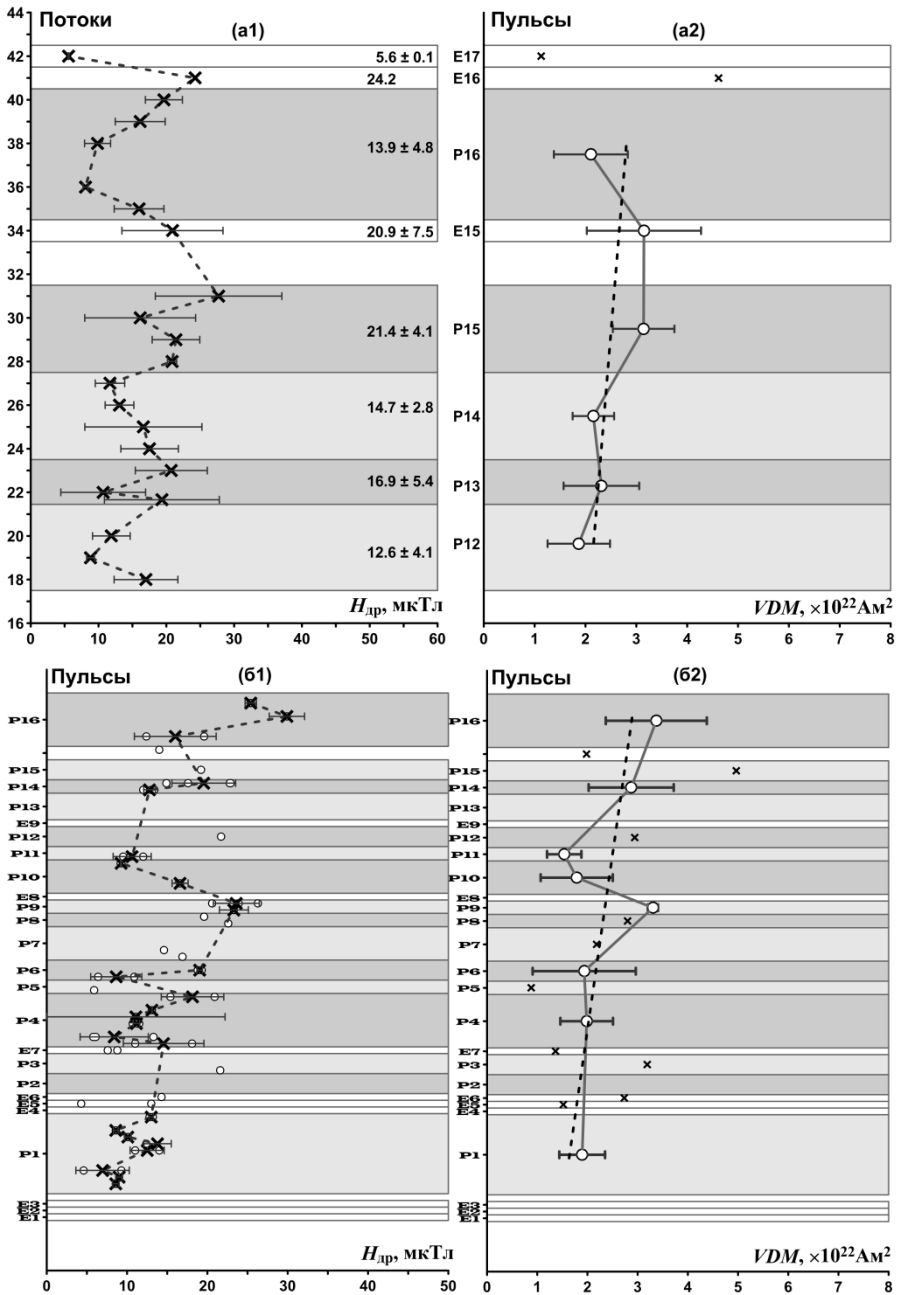 Потоки
(а1)
44
42
40
38
36
34
32
30
28
26
24
22
20
18
16
5.6 ± 0.1
24.2
13.9 ± 4.8
20.9 ± 7.5
21.4 ± 4.1
14.7 ± 2.8
16.9 ± 5.4
12.6 ± 4.1
Hдр, мкТл
0 10 20 30 40 50 60
Пульсы
(а2)
E17
E16
P16
E15
P15
P14
P13
P12
VDM, ×10²²Ам²
0 1 2 3 4 5 6 7 8
Пульсы
(б1)
P16
P15
P14
P13
E9
P12
P11
P10
E8
P9
P8
P7
P6
P5
P4
E7
P3
P2
E6
E5
E4
P1
E3
E2
E1
Hдр, мкТл
0 10 20 30 40 50
Пульсы
(б2)
P16
P15
P14
P13
E9
P12
P11
P10
E8
P9
P8
P7
P6
P5
P4
E7
P3
P2
E6
E5
E4
P1
E3
E2
E1
VDM, ×10²²Ам²
0 1 2 3 4 5 6 7 8